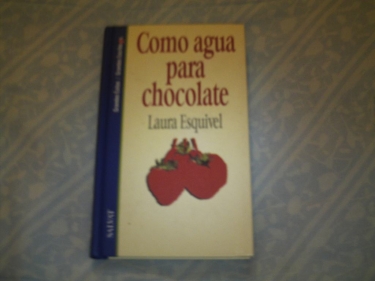 Como agua
para
chocolate
Laura Esquivel
SALVAT